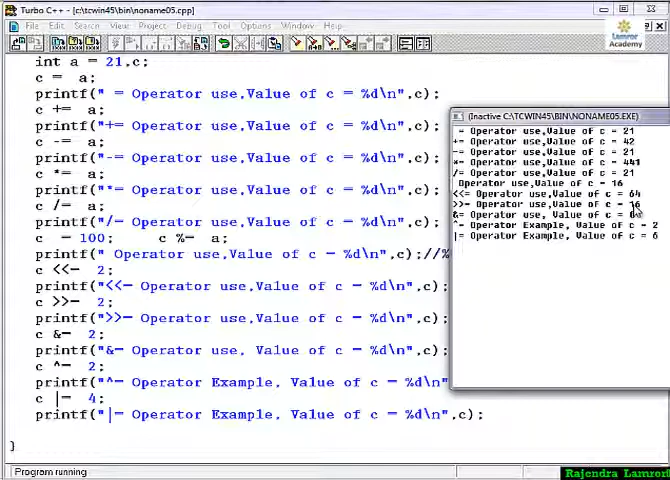 Turbo C++ - [c:\tcwin45\bin\noname05.cpp]
File Edit Search View Project Debug Tool Options Window Help
Lamror
Academy
int a = 21,c;
c = a;
printf(" = Operator use,Value of c = %d\n",c);
c += a;
printf("+= Operator use,Value of c = %d\n",c);
c -= a;
printf("-= Operator use,Value of c = %d\n",c);
c *= a;
printf("*= Operator use,Value of c = %d\n",c);
c /= a;
printf("/= Operator use,Value of c = %d\n",c);
c = 100; c %= a;
printf(" Operator use,Value of c = %d\n",c);//%
c <<= 2;
printf("<<= Operator use,Value of c = %d\n",c);
c >>= 2;
printf(">>= Operator use,Value of c = %d\n",c);
c &= 2;
printf("&= Operator use, Value of c = %d\n",c);
c ^= 2;
printf("^= Operator Example, Value of c = %d\n"
c |= 4;
printf("|= Operator Example, Value of c = %d\n",c);
}
(Inactive C:\TCWIN45\BIN\NONAME05.EXE)
= Operator use,Value of c = 21
+= Operator use,Value of c = 42
-= Operator use,Value of c = 21
*= Operator use,Value of c = 441
/= Operator use,Value of c = 21
Operator use,Value of c = 16
<<= Operator use,Value of c = 64
>>= Operator use,Value of c = 16
&= Operator use, Value of c =
^= Operator Example, Value of c = 2
|= Operator Example, Value of c = 6
Program running
Rajendra Lamror